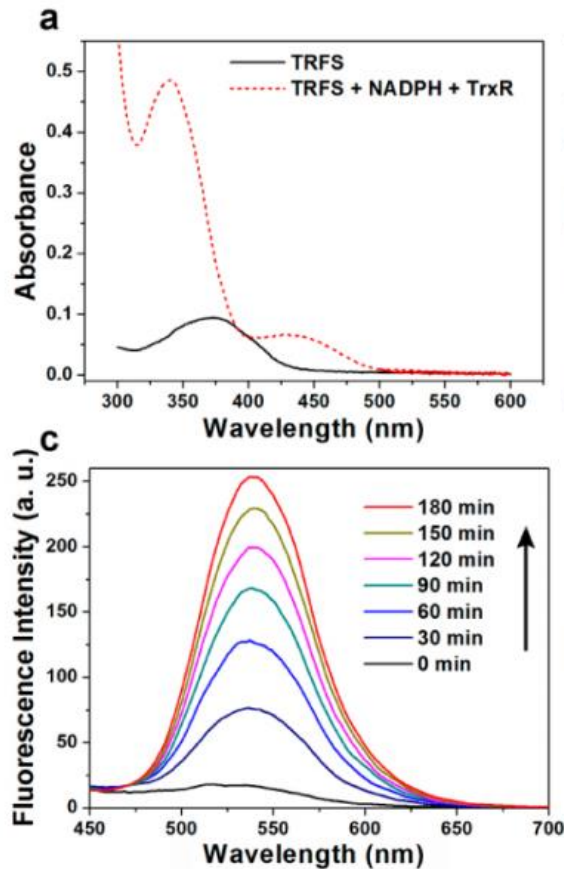 a
TRFS
TRFS + NADPH + TrxR
Absorbance
0.5
0.4
0.3
0.2
0.1
0.0
300 350 400 450 500 550 600
Wavelength (nm)
c
Fluorescence Intensity (a. u.)
250
200
150
100
50
0
180 min
150 min
120 min
90 min
60 min
30 min
0 min
450 500 550 600 650 700
Wavelength (nm)